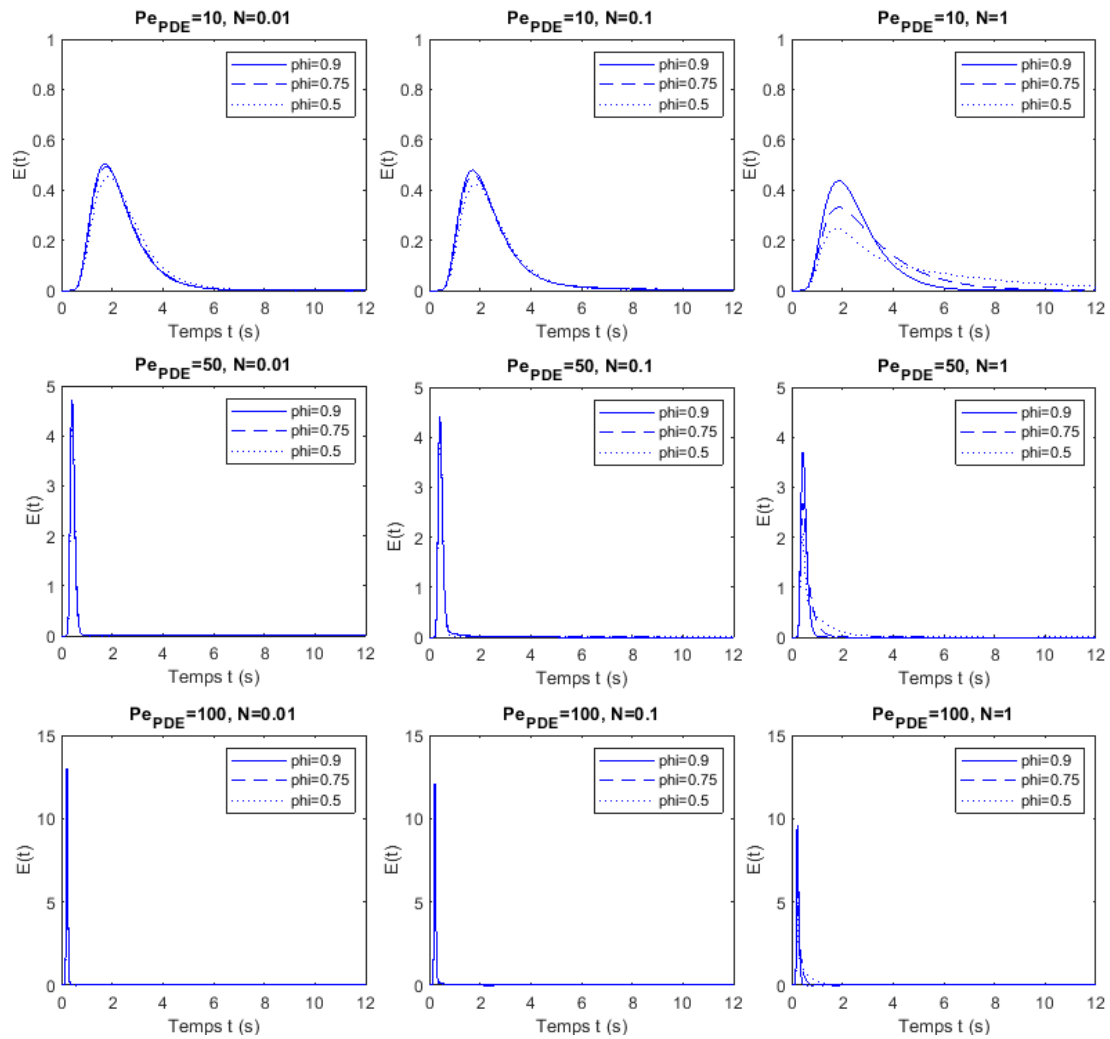 Pe_PDE=10, N=0.01
1
0.8
0.6
0.4
0.2
0
E(t)
phi=0.9
phi=0.75
phi=0.5
0 2 4 6 8 10 12
Temps t (s)
Pe_PDE=10, N=0.1
1
0.8
0.6
0.4
0.2
0
E(t)
phi=0.9
phi=0.75
phi=0.5
0 2 4 6 8 10 12
Temps t (s)
Pe_PDE=10, N=1
1
0.8
0.6
0.4
0.2
0
E(t)
phi=0.9
phi=0.75
phi=0.5
0 2 4 6 8 10 12
Temps t (s)
Pe_PDE=50, N=0.01
5
4
3
2
1
0
E(t)
phi=0.9
phi=0.75
phi=0.5
0 2 4 6 8 10 12
Temps t (s)
Pe_PDE=50, N=0.1
5
4
3
2
1
0
E(t)
phi=0.9
phi=0.75
phi=0.5
0 2 4 6 8 10 12
Temps t (s)
Pe_PDE=50, N=1
5
4
3
2
1
0
E(t)
phi=0.9
phi=0.75
phi=0.5
0 2 4 6 8 10 12
Temps t (s)
Pe_PDE=100, N=0.01
15
10
5
0
E(t)
phi=0.9
phi=0.75
phi=0.5
0 2 4 6 8 10 12
Temps t (s)
Pe_PDE=100, N=0.1
15
10
5
0
E(t)
phi=0.9
phi=0.75
phi=0.5
0 2 4 6 8 10 12
Temps t (s)
Pe_PDE=100, N=1
15
10
5
0
E(t)
phi=0.9
phi=0.75
phi=0.5
0 2 4 6 8 10 12
Temps t (s)